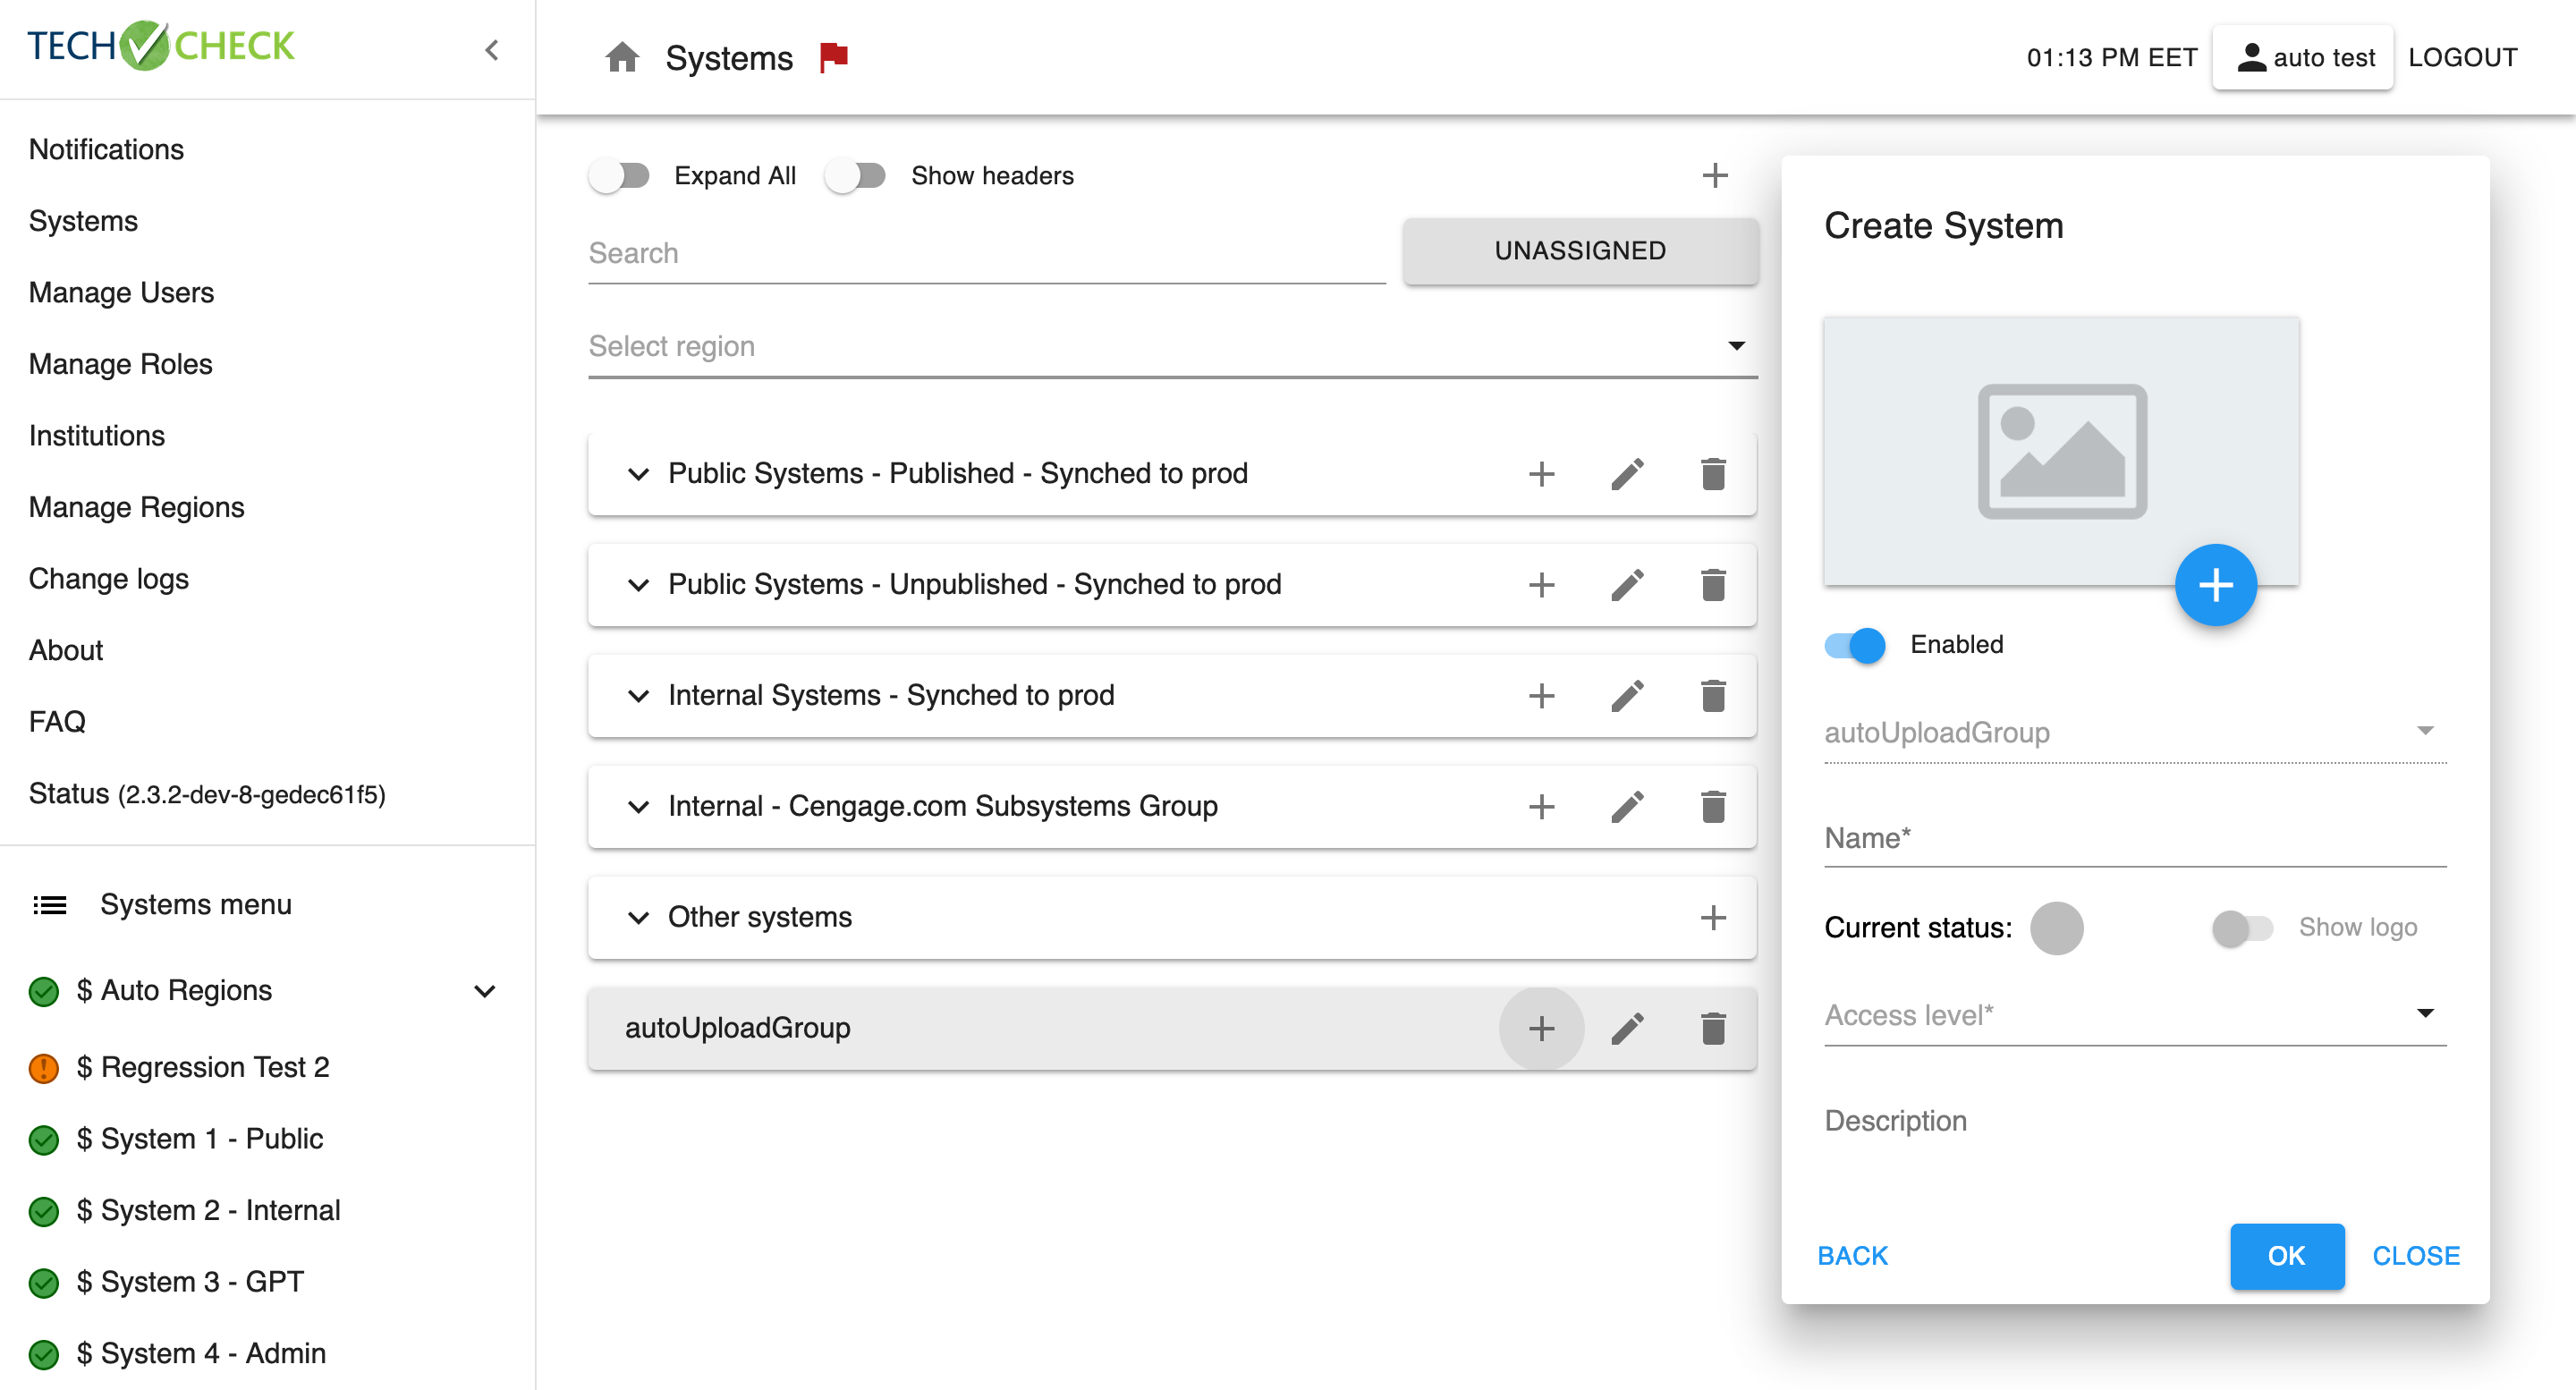 TECH CHECK
Notifications
Systems
Manage Users
Manage Roles
Institutions
Manage Regions
Change logs
About
FAQ
Status (2.3.2-dev-8-gedec61f5)
Systems menu
$ Auto Regions
$ Regression Test 2
$ System 1 - Public
$ System 2 - Internal
$ System 3 - GPT
$ System 4 - Admin
Systems
01:13 PM EET
auto test
LOGOUT
Expand All
Show headers
Search
UNASSIGNED
Select region
Public Systems - Published - Synched to prod
Public Systems - Unpublished - Synched to prod
Internal Systems - Synched to prod
Internal - Cengage.com Subsystems Group
Other systems
autoUploadGroup
Create System
Enabled
autoUploadGroup
Name*
Current status:
Show logo
Access level*
Description
BACK
OK
CLOSE